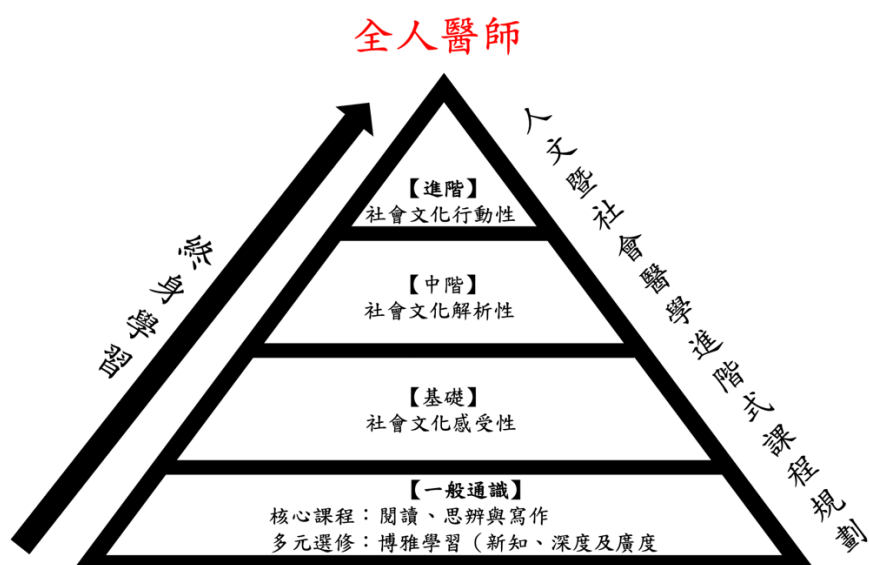 全人醫師
人文暨社會醫學進階式課程規劃
終身學習
【進階】
社會文化行動性
【中階】
社會文化解析性
【基礎】
社會文化感受性
【一般通識】
核心課程：閱讀、思辨與寫作
多元選修：博雅學習（新知、深度及廣度